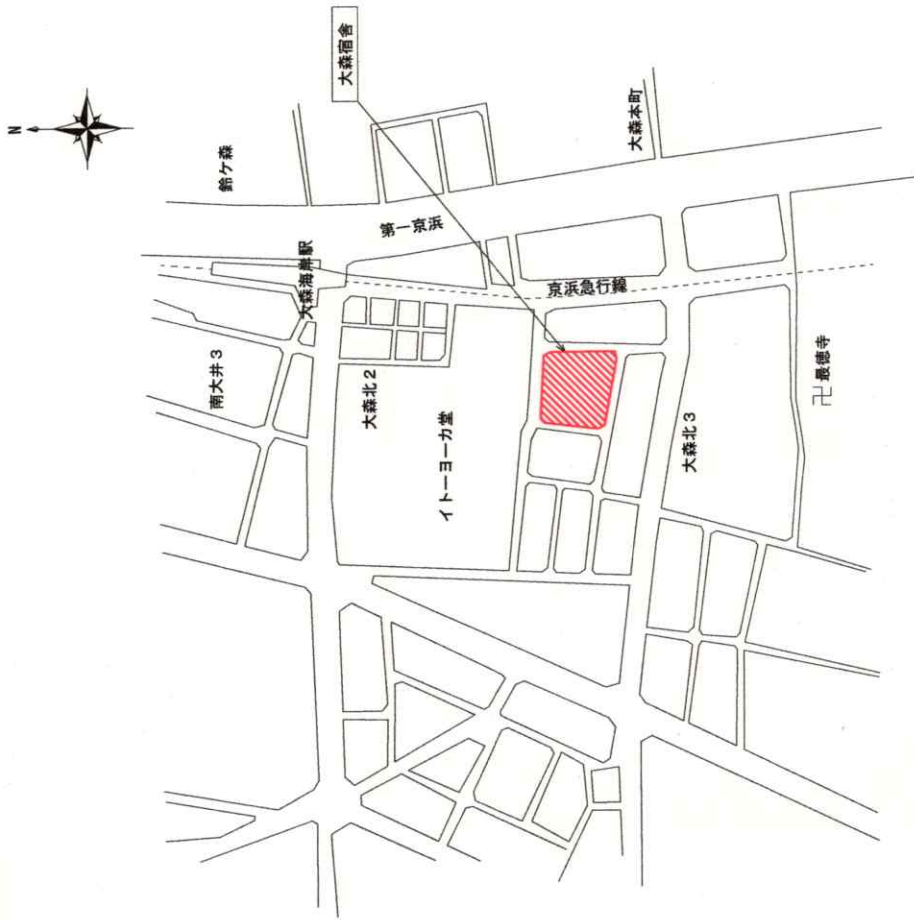 N
大森宿舎
鈴ケ森
大森本町
第一京浜
大森海岸駅
京浜急行線
南大井3
大森北2
イトーヨーカ堂
大森北3
卍 最徳寺